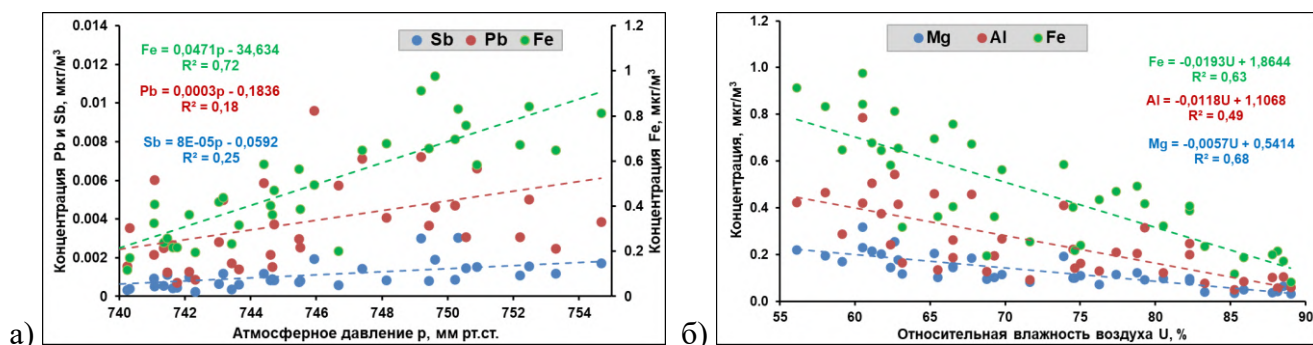 Концентрация Pb и Sb, мкг/м³
0.014
0.012
0.01
0.008
0.006
0.004
0.002
0
Sb Pb Fe
Fe = 0,0471p - 34,634
R² = 0,72
Pb = 0,0003p - 0,1836
R² = 0,18
Sb = 8E-05p - 0,0592
R² = 0,25
1.2
1
0.8
0.6
0.4
0.2
0
Концентрация Fe, мкг/м³
740 742 744 746 748 750 752 754
Атмосферное давление p, мм рт.ст.
а)
Концентрация, мкг/м³
1.2
1.0
0.8
0.6
0.4
0.2
0.0
Mg Al Fe
Fe = -0,0193U + 1,8644
R² = 0,63
Al = -0,0118U + 1,1068
R² = 0,49
Mg = -0,0057U + 0,5414
R² = 0,68
55 60 65 70 75 80 85 90
Относительная влажность воздуха U, %
б)